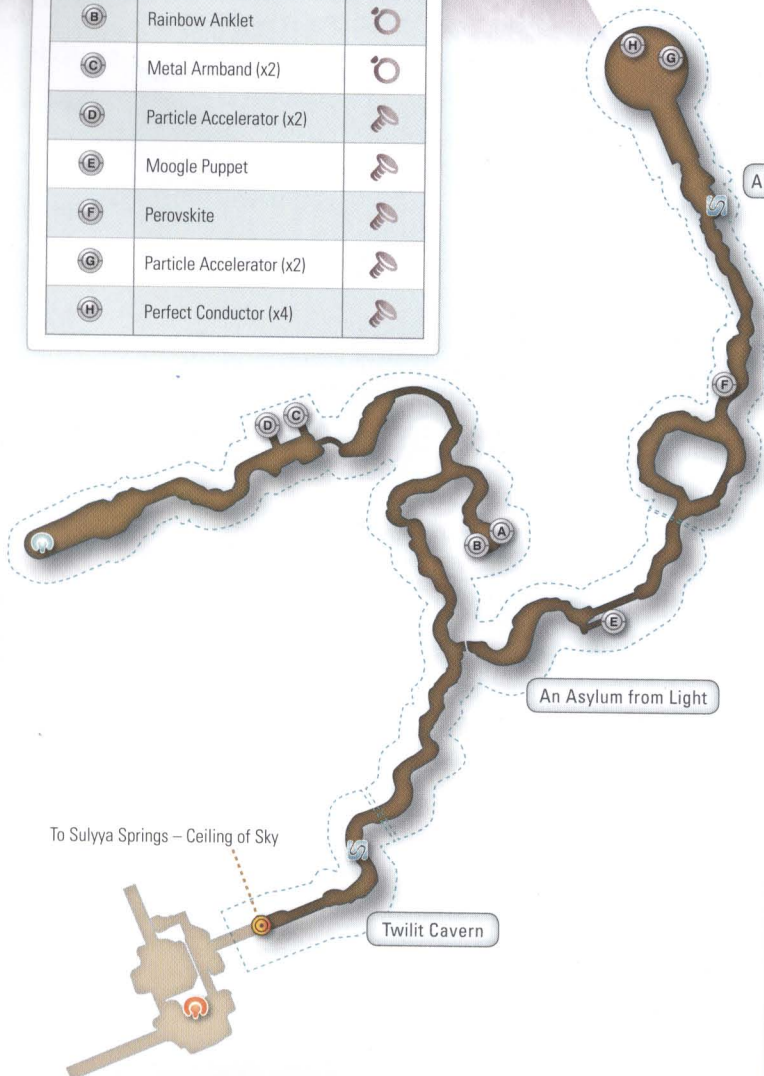 B Rainbow Anklet
C Metal Armband (x2)
D Particle Accelerator (x2)
E Moogle Puppet
F Perovskite
G Particle Accelerator (x2)
H Perfect Conductor (x4)
H
G
A
F
D
C
A
B
E
An Asylum from Light
To Sulyya Springs – Ceiling of Sky
Twilit Cavern